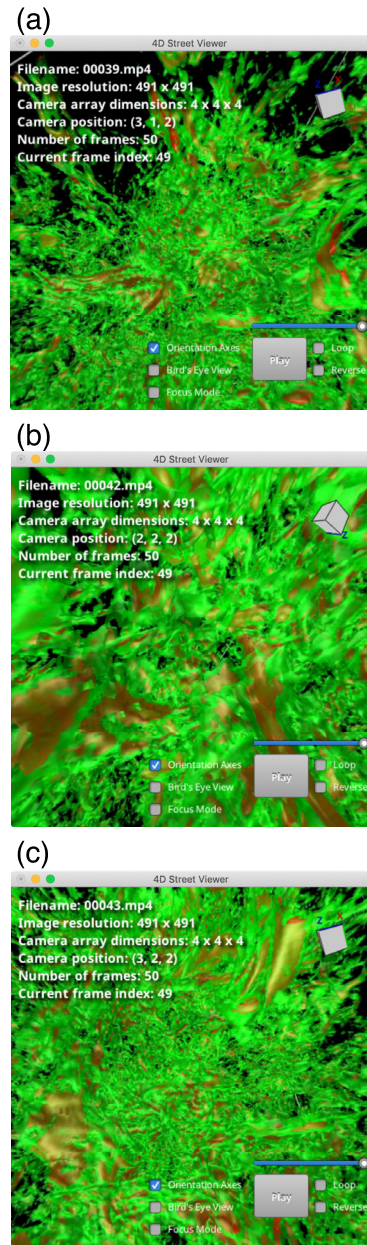 (a)
4D Street Viewer
Filename: 00039.mp4
Image resolution: 491 x 491
Camera array dimensions: 4 x 4 x 4
Camera position: (3, 1, 2)
Number of frames: 50
Current frame index: 49
Z X
Orientation Axes
Play
Loop
Bird's Eye View
Reverse
Focus Mode
(b)
4D Street Viewer
Filename: 00042.mp4
Image resolution: 491 x 491
Camera array dimensions: 4 x 4 x 4
Camera position: (2, 2, 2)
Number of frames: 50
Current frame index: 49
Z
Orientation Axes
Play
Loop
Bird's Eye View
Reverse
Focus Mode
(c)
4D Street Viewer
Filename: 00043.mp4
Image resolution: 491 x 491
Camera array dimensions: 4 x 4 x 4
Camera position: (3, 2, 2)
Number of frames: 50
Current frame index: 49
Z X
Orientation Axes
Play
Loop
Bird's Eye View
Reverse
Focus Mode